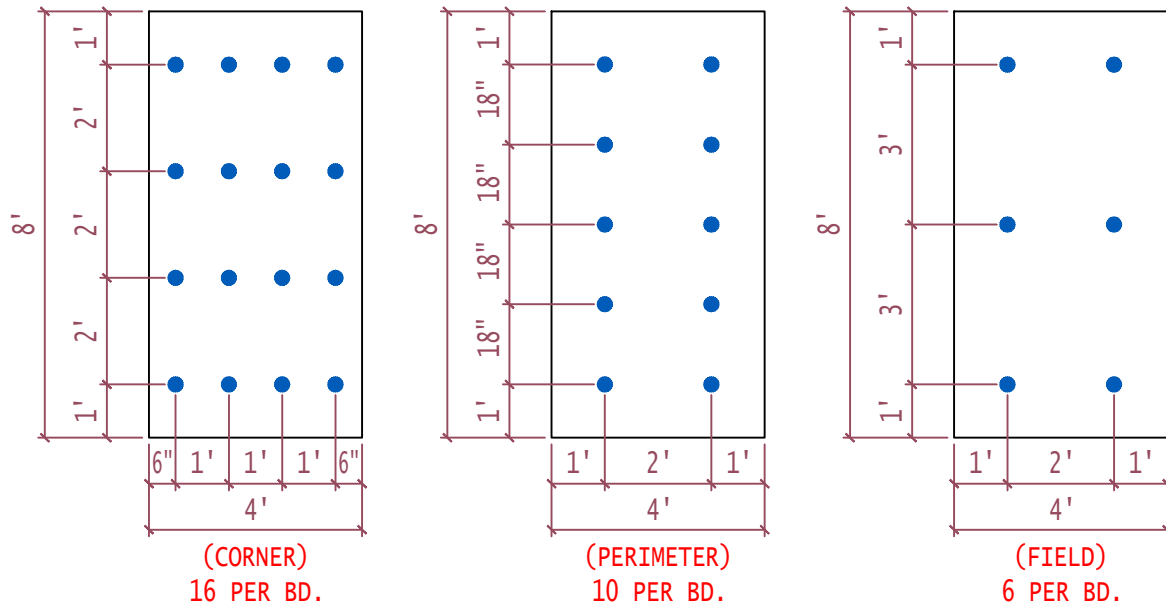 1'
2'
2'
2'
1'
8'
6" 1' 1' 1' 6"
4'
(CORNER)
16 PER BD.
1'
18"
18"
18"
18"
1'
8'
1' 2' 1'
4'
(PERIMETER)
10 PER BD.
1'
3'
3'
1'
8'
1' 2' 1'
4'
(FIELD)
6 PER BD.